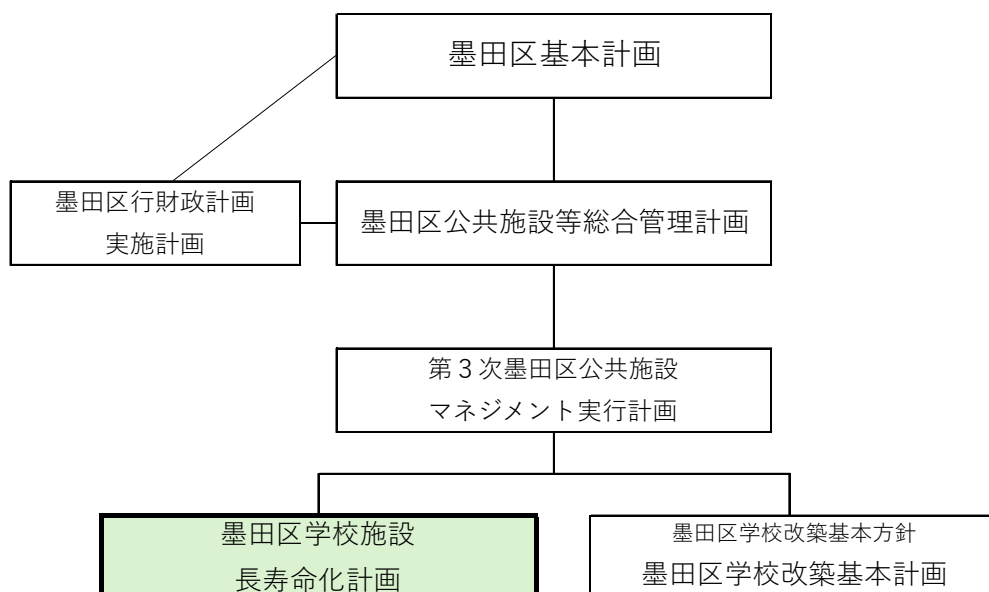 墨田区基本計画
墨田区行財政計画
実施計画
墨田区公共施設等総合管理計画
第3次墨田区公共施設
マネジメント実行計画
墨田区学校施設
長寿命化計画
墨田区学校改築基本方針
墨田区学校改築基本計画